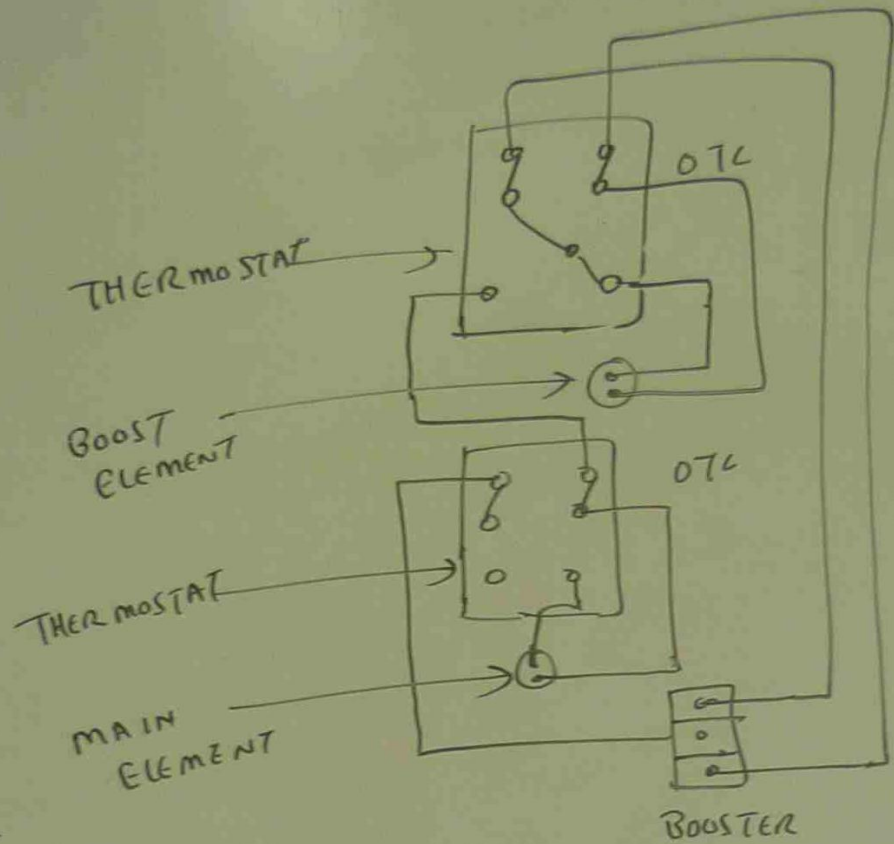 OTC
THERMOSTAT
BOOST
ELEMENT
OTC
THERMOSTAT
MAIN
ELEMENT
BOOSTER